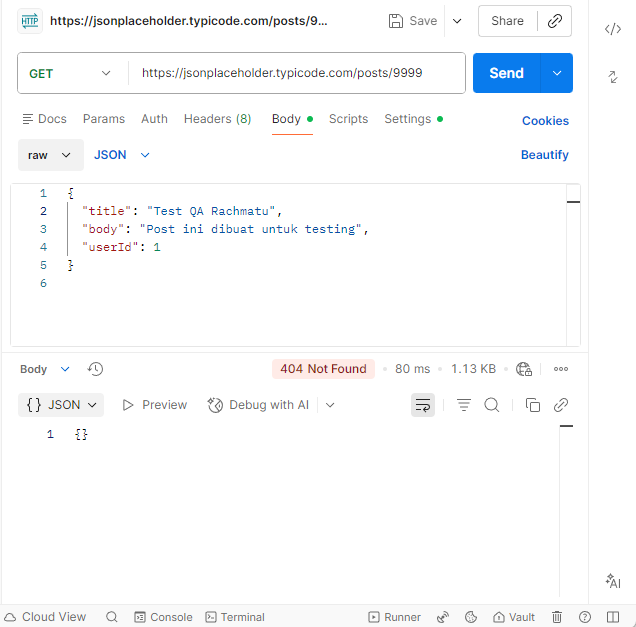 HTTP https://jsonplaceholder.typicode.com/posts/9... Save Share
GET https://jsonplaceholder.typicode.com/posts/9999 Send
Docs Params Auth Headers (8) Body Scripts Settings Cookies
raw JSON Beautify
1 {
2 "title": "Test QA Rachmatu",
3 "body": "Post ini dibuat untuk testing",
4 "userId": 1
5 }
6
Body 404 Not Found 80 ms 1.13 KB
{} JSON Preview Debug with AI
1 {}
AI
Cloud View Console Terminal Runner Vault